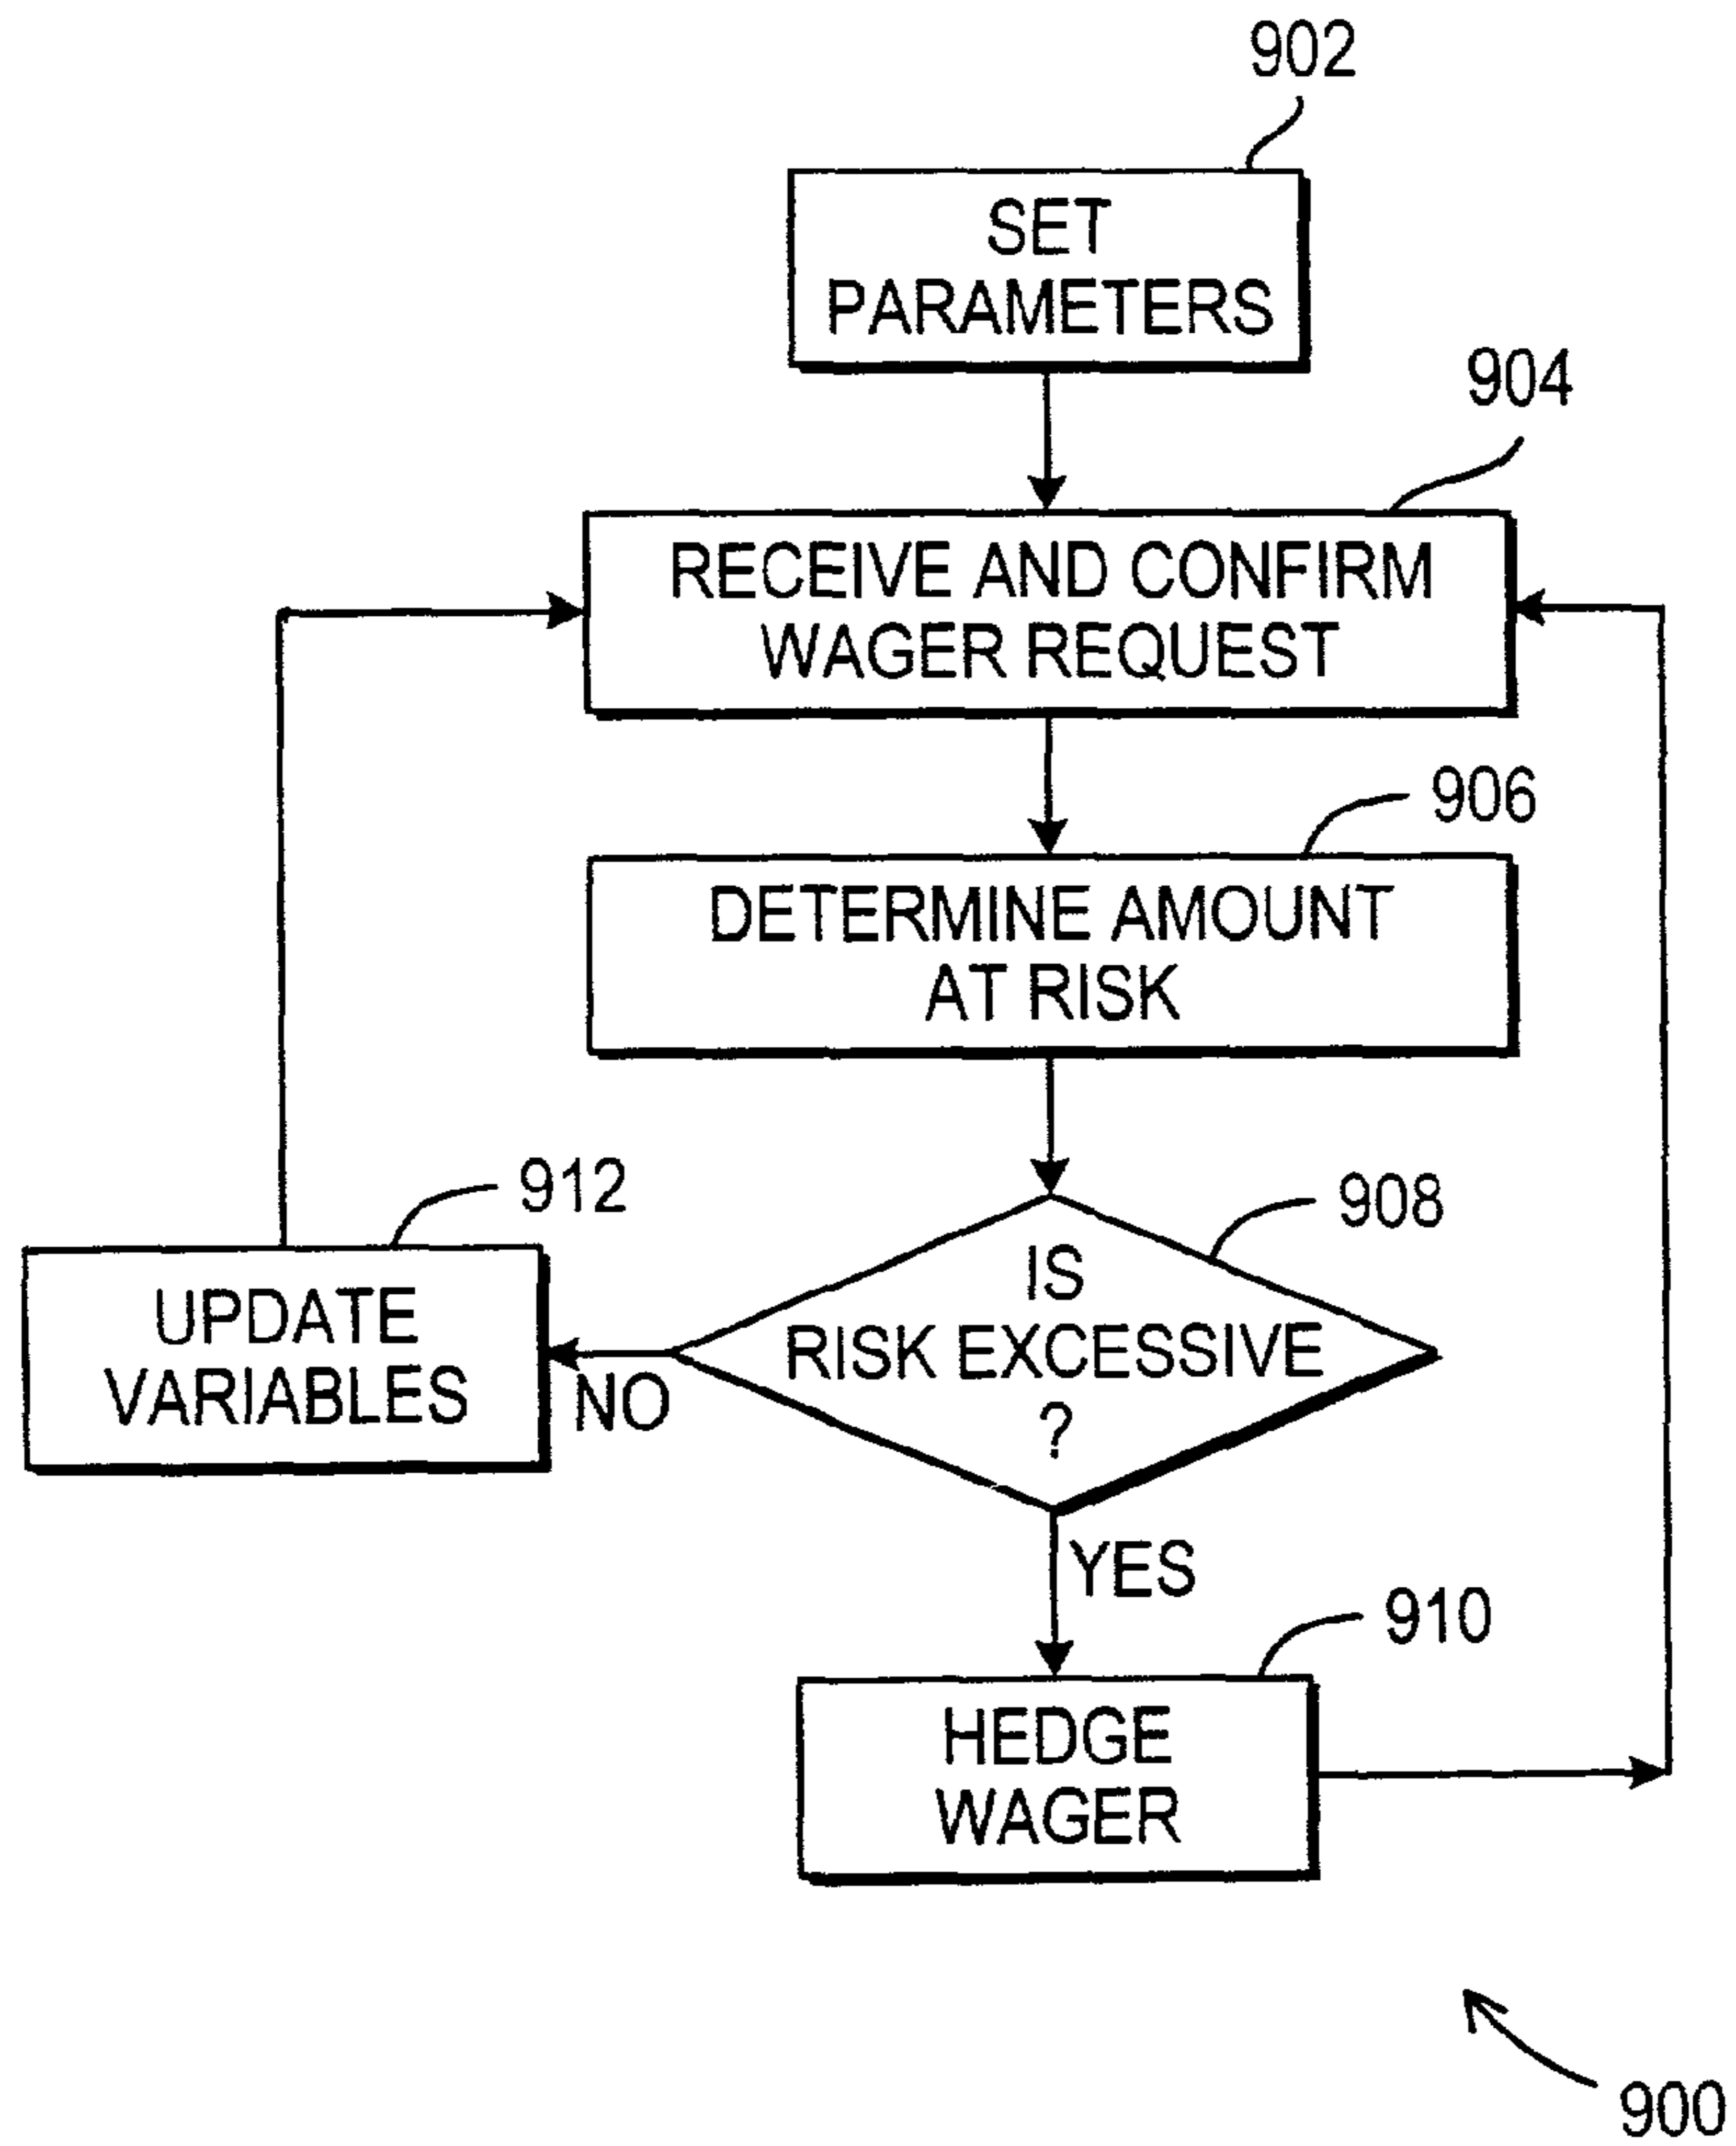 902
SET
PARAMETERS
904
RECEIVE AND CONFIRM
WAGER REQUEST
906
DETERMINE AMOUNT
AT RISK
912
908
UPDATE
VARIABLES
IS
RISK EXCESSIVE
?
NO
YES
910
HEDGE
WAGER
900